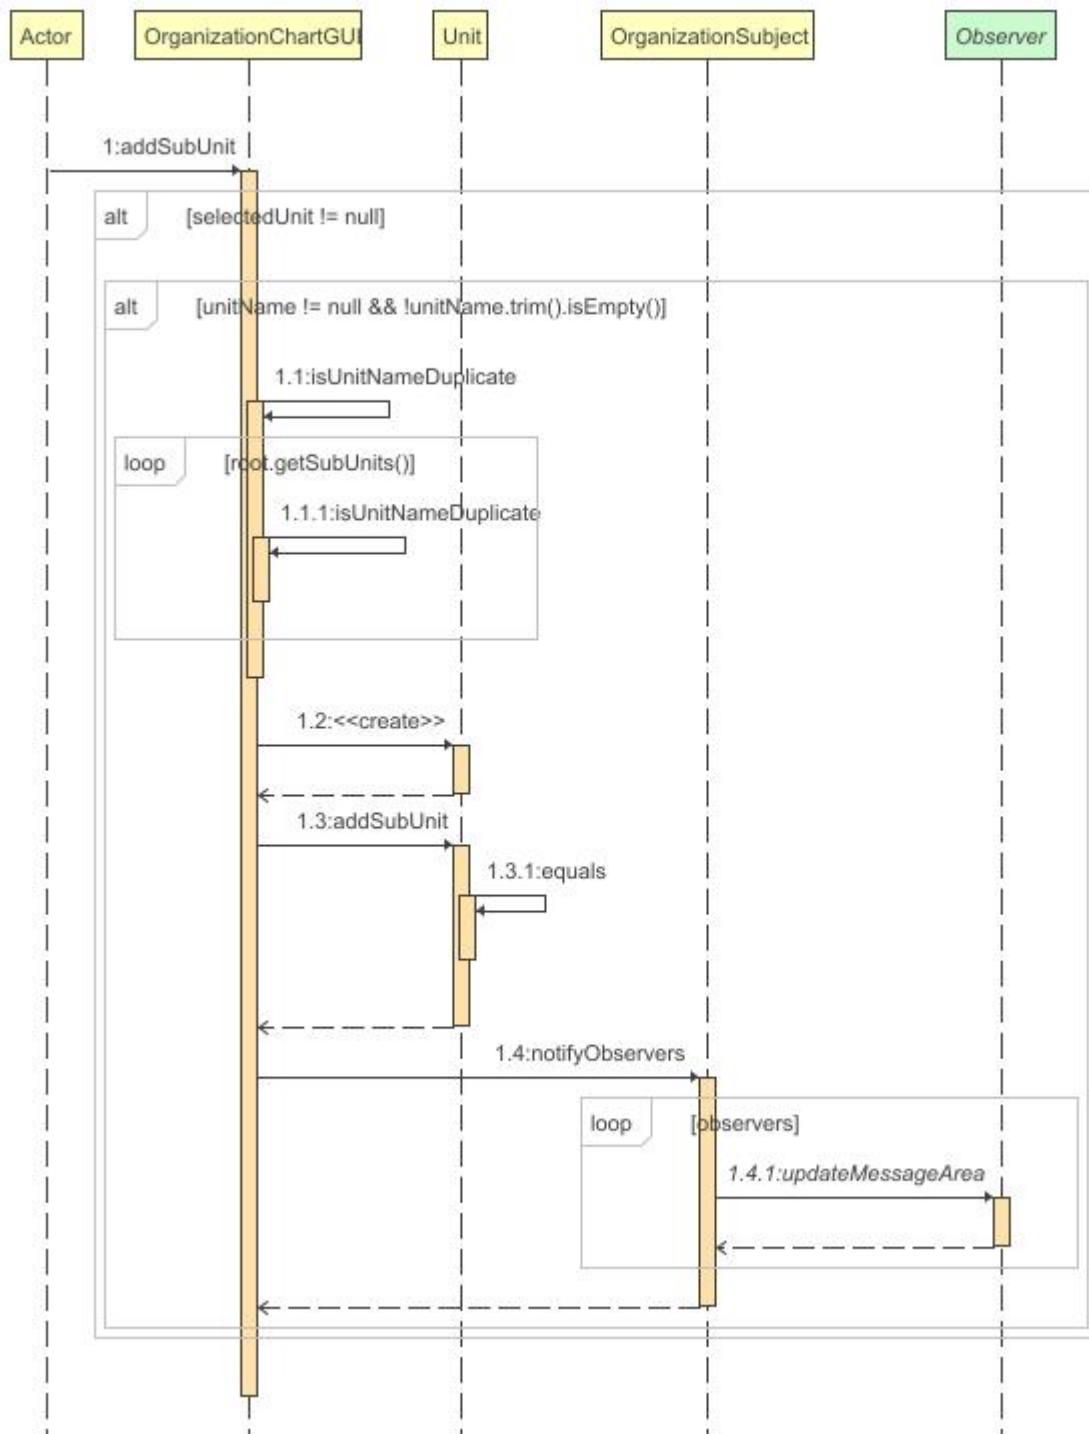 Actor
OrganizationChartGUI
Unit
OrganizationSubject
Observer
1:addSubUnit
alt
[selectedUnit != null]
alt
[unitName != null && !unitName.trim().isEmpty()]
1.1:isUnitNameDuplicate
loop
[root.getSubUnits()]
1.1.1:isUnitNameDuplicate
1.2:<<create>>
1.3:addSubUnit
1.3.1:equals
1.4:notifyObservers
loop
[observers]
1.4.1:updateMessageArea